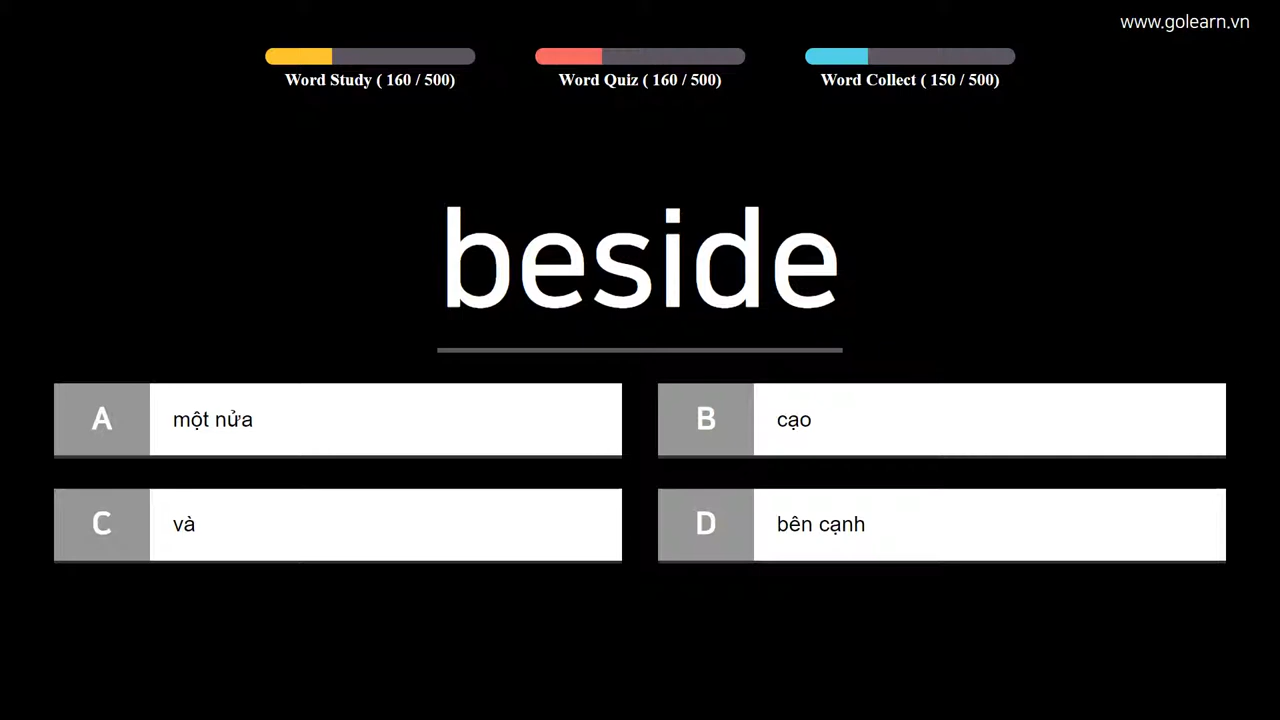 www.golearn.vn
Word Study ( 160 / 500)
Word Quiz ( 160 / 500)
Word Collect ( 150 / 500)
beside
A một nửa
B cạo
C và
D bên cạnh